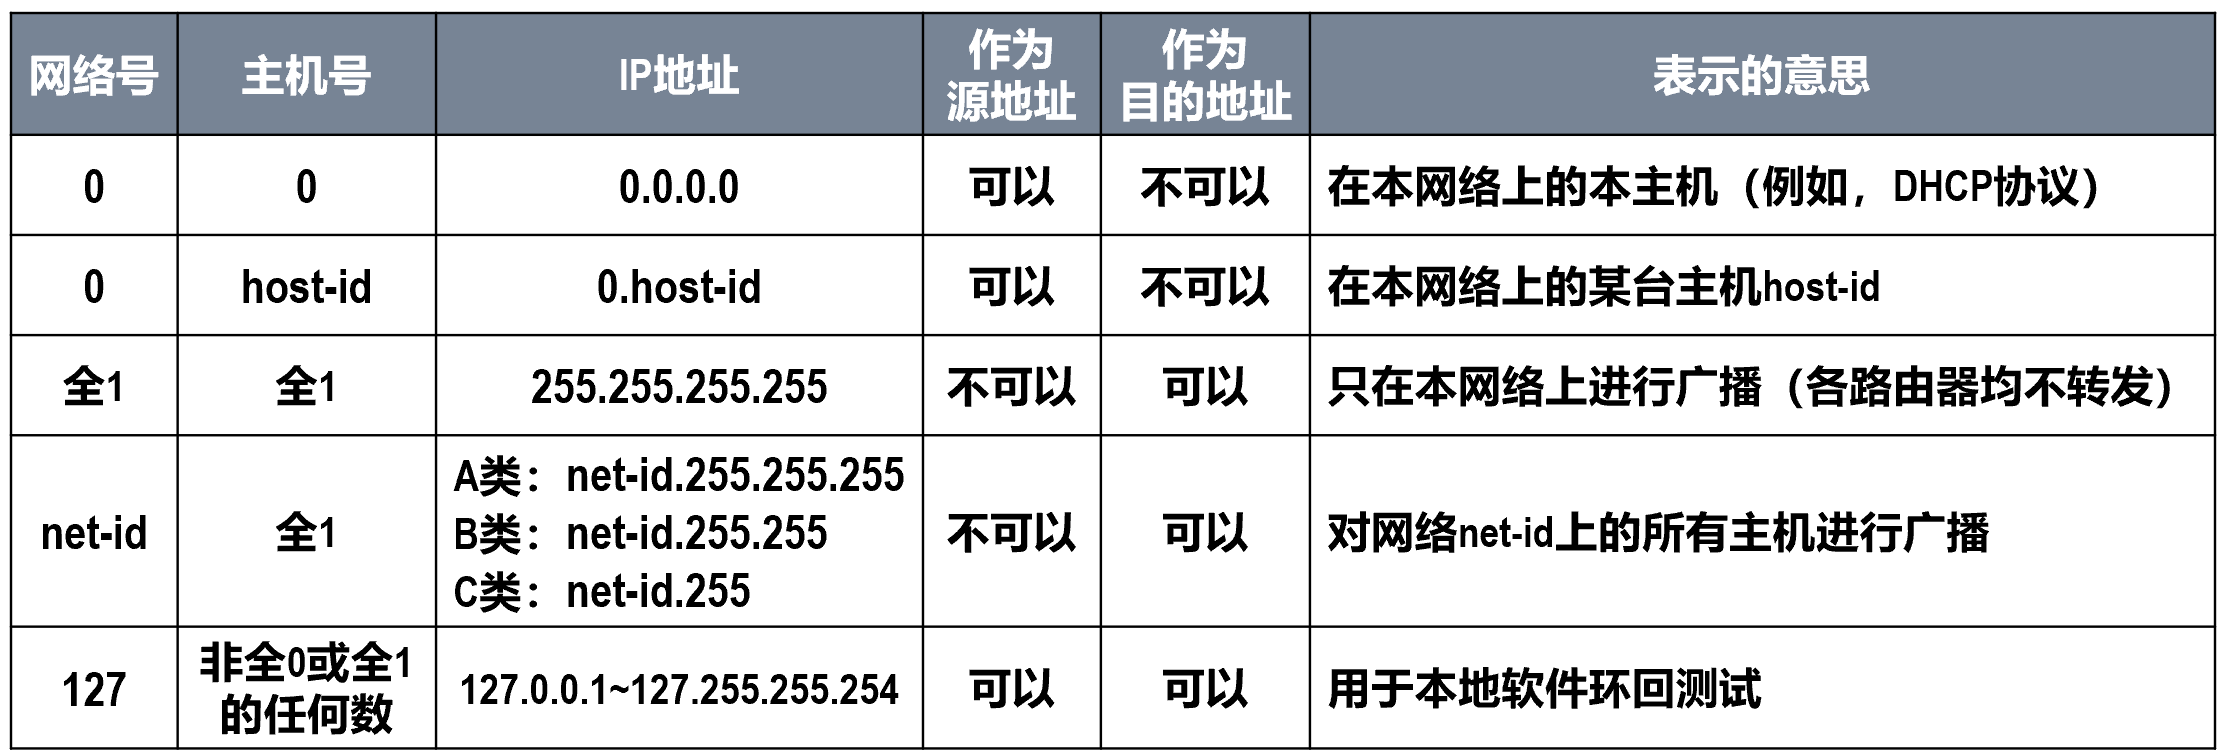 网络号 主机号 IP地址 作为源地址 作为目的地址 表示的意思
0 0 0.0.0.0 可以 不可以 在本网络上的本主机（例如，DHCP协议）
0 host-id 0.host-id 可以 不可以 在本网络上的某台主机host-id
全1 全1 255.255.255.255 不可以 可以 只在本网络上进行广播（各路由器均不转发）
net-id 全1 A类：net-id.255.255.255
B类：net-id.255.255
C类：net-id.255 不可以 可以 对网络net-id上的所有主机进行广播
127 非全0或全1的任何数 127.0.0.1~127.255.255.254 可以 可以 用于本地软件环回测试